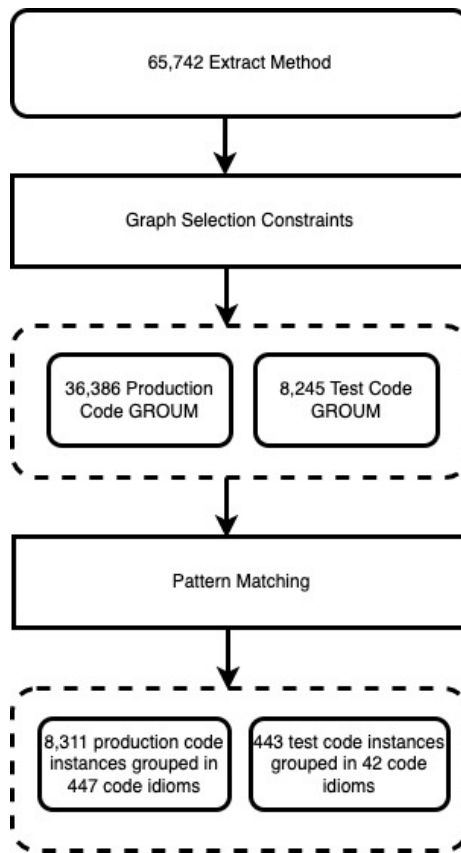 65,742 Extract Method
Graph Selection Constraints
36,386 Production
Code GROUM
8,245 Test Code
GROUM
Pattern Matching
8,311 production code
instances grouped in
447 code idioms
443 test code instances
grouped in 42 code
idioms